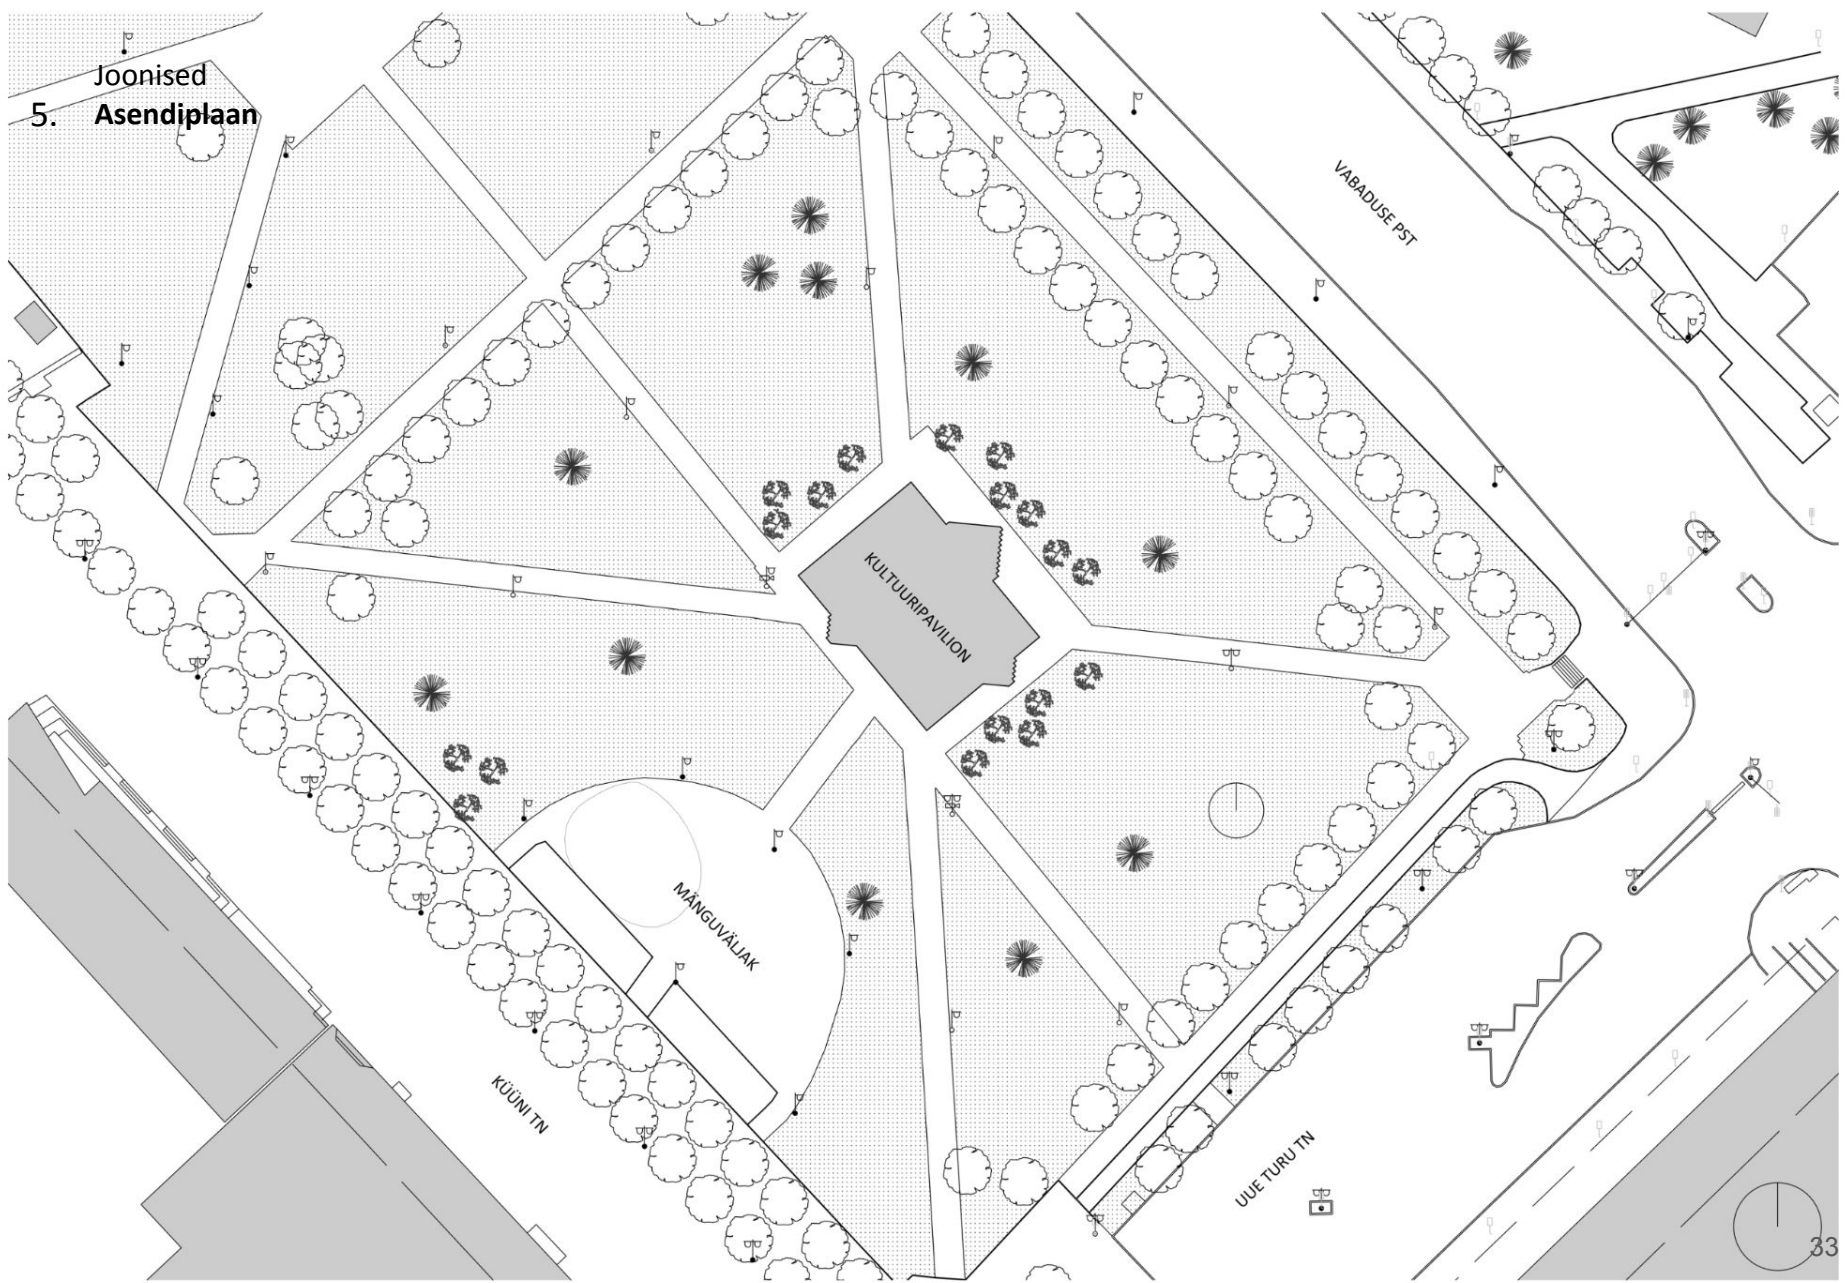 Joonised
5. Asendiplaan
VABADUSE PST
KULTUURIPAVILION
MÄNGUVÄLJAK
KÜÜNI TN
UUE TURU TN
33